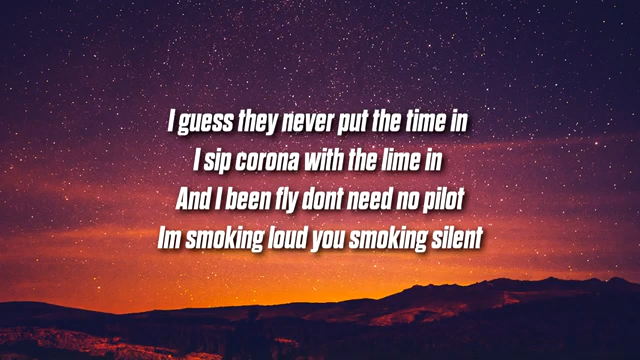 I guess they never put the time in
I sip corona with the lime in
And I been fly dont need no pilot
Im smoking loud you smoking silent